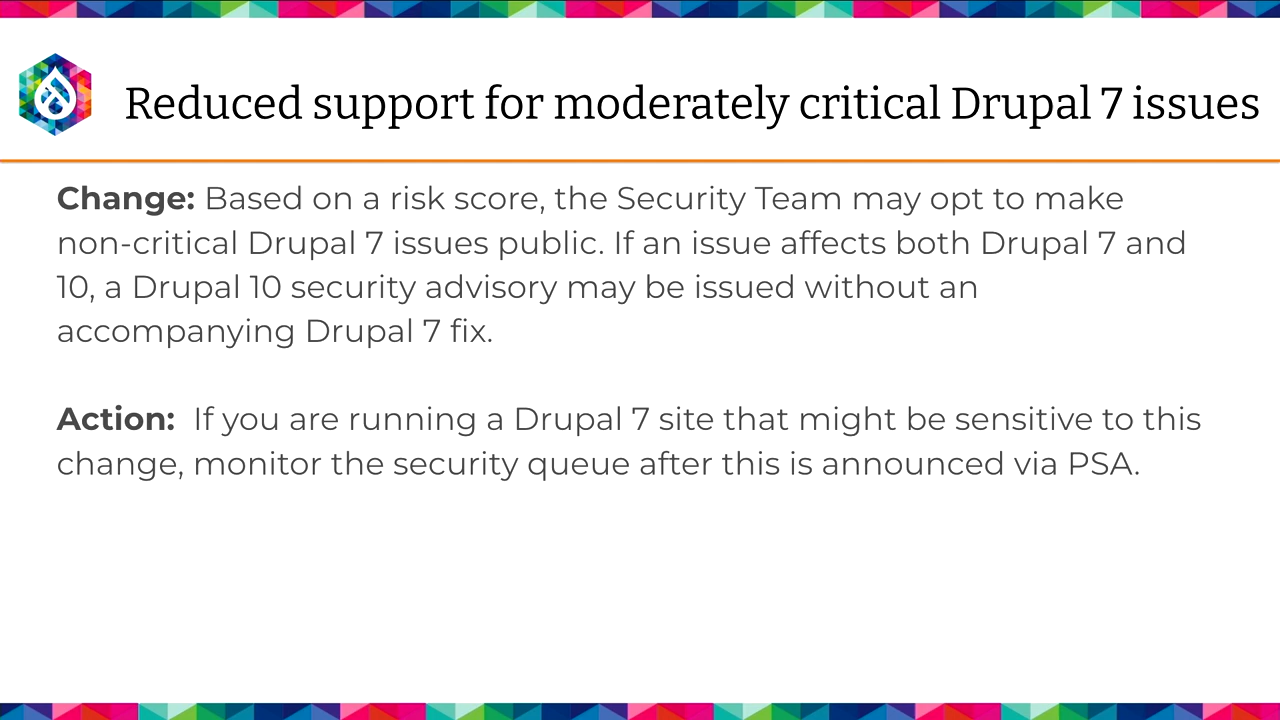 Reduced support for moderately critical Drupal 7 issues
Change: Based on a risk score, the Security Team may opt to make
non-critical Drupal 7 issues public. If an issue affects both Drupal 7 and
10, a Drupal 10 security advisory may be issued without an
accompanying Drupal 7 fix.
Action:  If you are running a Drupal 7 site that might be sensitive to this
change, monitor the security queue after this is announced via PSA.